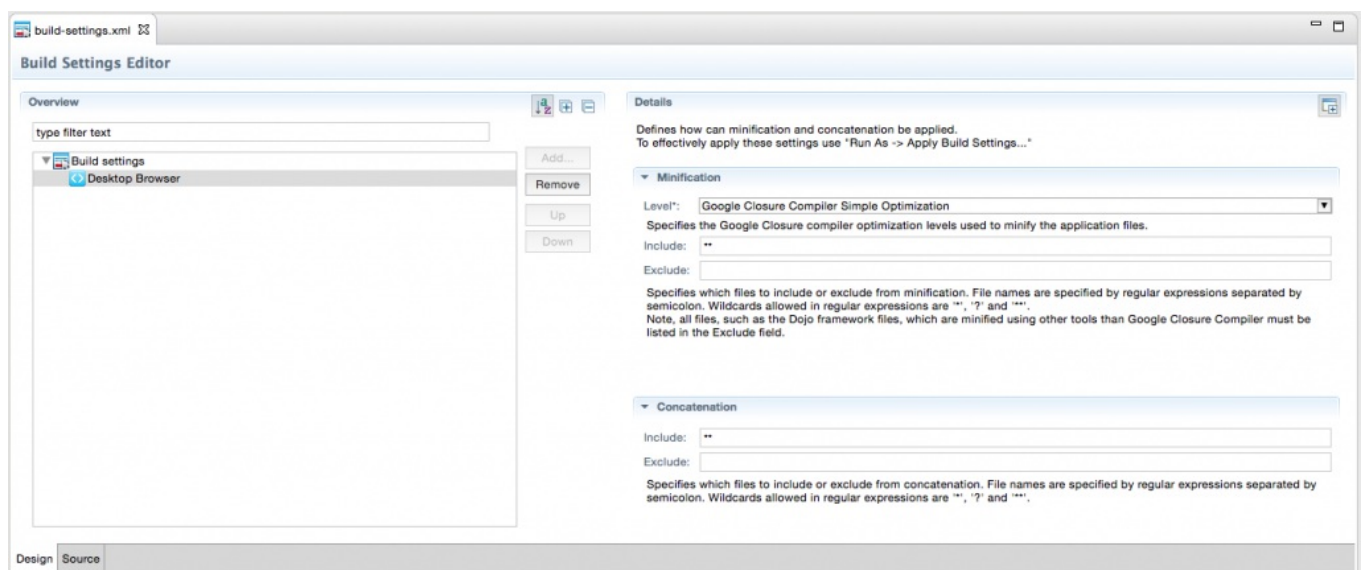 build-settings.xml
Build Settings Editor
Overview
type filter text
Build settings
Desktop Browser
Add...
Remove
Up
Down
Details
Defines how can minification and concatenation be applied.
To effectively apply these settings use "Run As -> Apply Build Settings..."
Minification
Level*: Google Closure Compiler Simple Optimization
Specifies the Google Closure compiler optimization levels used to minify the application files.
Include: **
Exclude:
Specifies which files to include or exclude from minification. File names are specified by regular expressions separated by
semicolon. Wildcards allowed in regular expressions are '*', '?' and '**'.
Note, all files, such as the Dojo framework files, which are minified using other tools than Google Closure Compiler must be
listed in the Exclude field.
Concatenation
Include: **
Exclude:
Specifies which files to include or exclude from concatenation. File names are specified by regular expressions separated by
semicolon. Wildcards allowed in regular expressions are '*', '?' and '**'.
Design Source